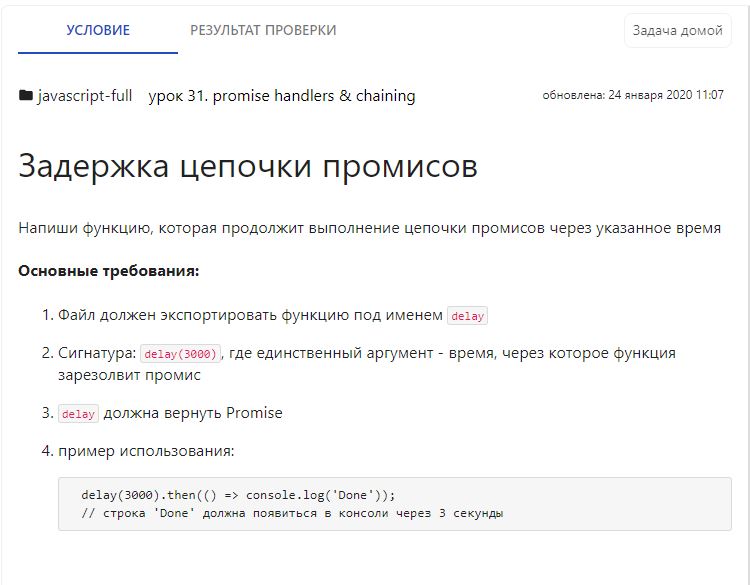 УСЛОВИЕ РЕЗУЛЬТАТ ПРОВЕРКИ Задача домой
javascript-full урок 31. promise handlers & chaining обновлена: 24 января 2020 11:07
Задержка цепочки промисов
Напиши функцию, которая продолжит выполнение цепочки промисов через указанное время
Основные требования:
1. Файл должен экспортировать функцию под именем delay
2. Сигнатура: delay(3000), где единственный аргумент - время, через которое функция
зарезолвит промис
3. delay должна вернуть Promise
4. пример использования:
delay(3000).then(() => console.log('Done'));
// строка 'Done' должна появиться в консоли через 3 секунды